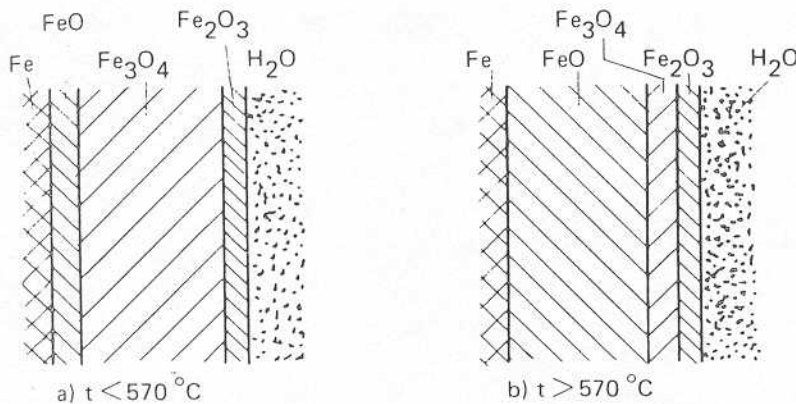 FeO
Fe₂O₃
Fe
Fe₃O₄
H₂O
a) t < 570 °C
Fe₃O₄
Fe
FeO
Fe₂O₃
H₂O
b) t > 570 °C